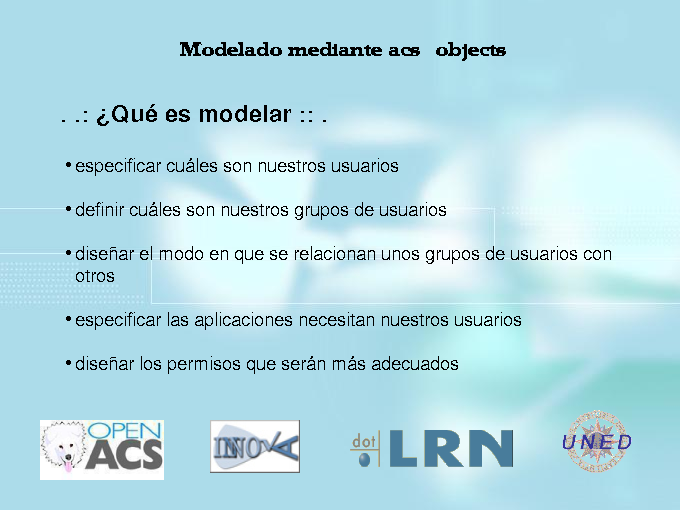 Modelado mediante acs objects
. .: ¿Qué es modelar :: .
•especificar cuáles son nuestros usuarios
•definir cuáles son nuestros grupos de usuarios
•diseñar el modo en que se relacionan unos grupos de usuarios con
otros
•especificar las aplicaciones necesitan nuestros usuarios
•diseñar los permisos que serán más adecuados
OPEN
ACS
INNOVA
dot LRN
UNED